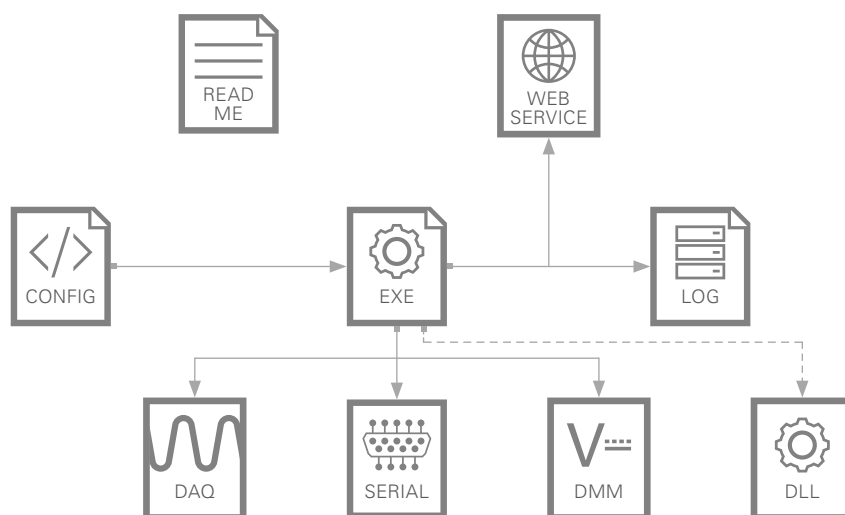 READ
ME
WEB
SERVICE
</>
CONFIG
EXE
LOG
DAQ
SERIAL
V
DMM
DLL